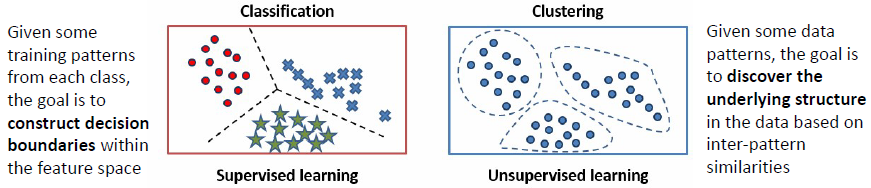 Classification
Clustering
Given some
training patterns
from each class,
the goal is to
construct decision
boundaries within
the feature space
Given some data
patterns, the goal is
to discover the
underlying structure
in the data based on
inter-pattern
similarities
Supervised learning
Unsupervised learning